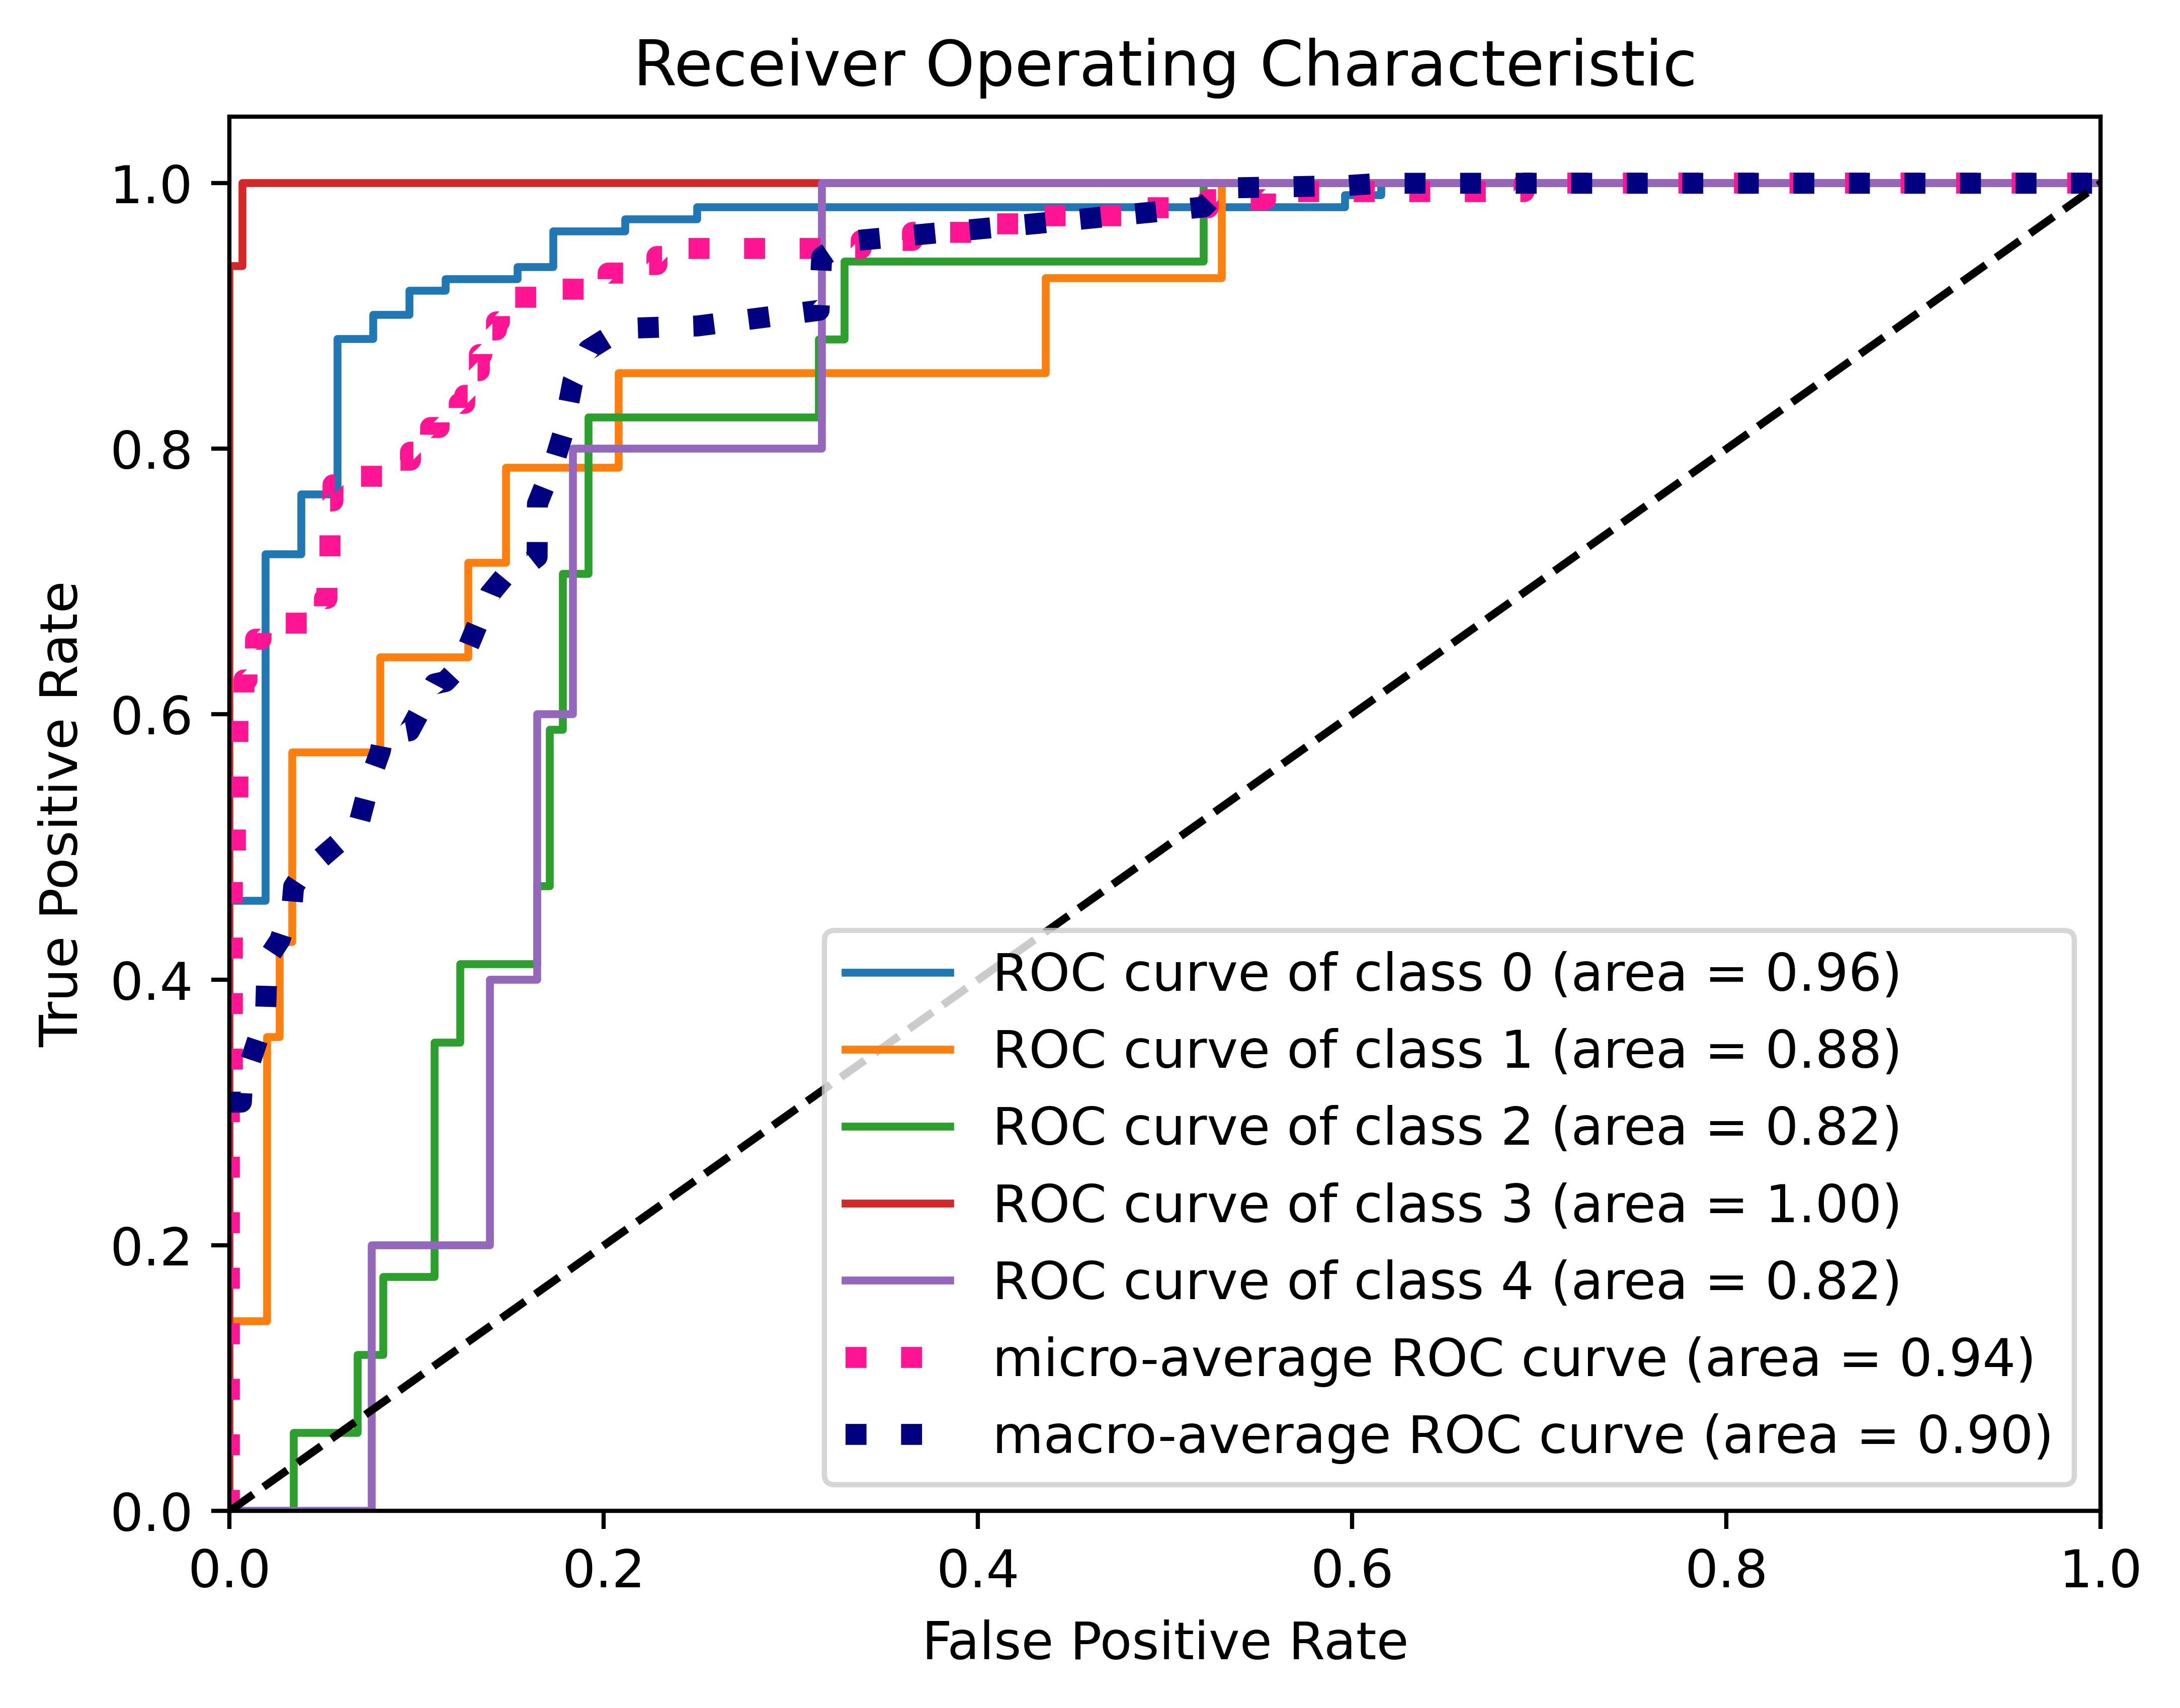 Receiver Operating Characteristic
True Positive Rate
1.0
0.8
0.6
0.4
0.2
0.0
ROC curve of class 0 (area = 0.96)
ROC curve of class 1 (area = 0.88)
ROC curve of class 2 (area = 0.82)
ROC curve of class 3 (area = 1.00)
ROC curve of class 4 (area = 0.82)
micro-average ROC curve (area = 0.94)
macro-average ROC curve (area = 0.90)
0.0 0.2 0.4 0.6 0.8 1.0
False Positive Rate